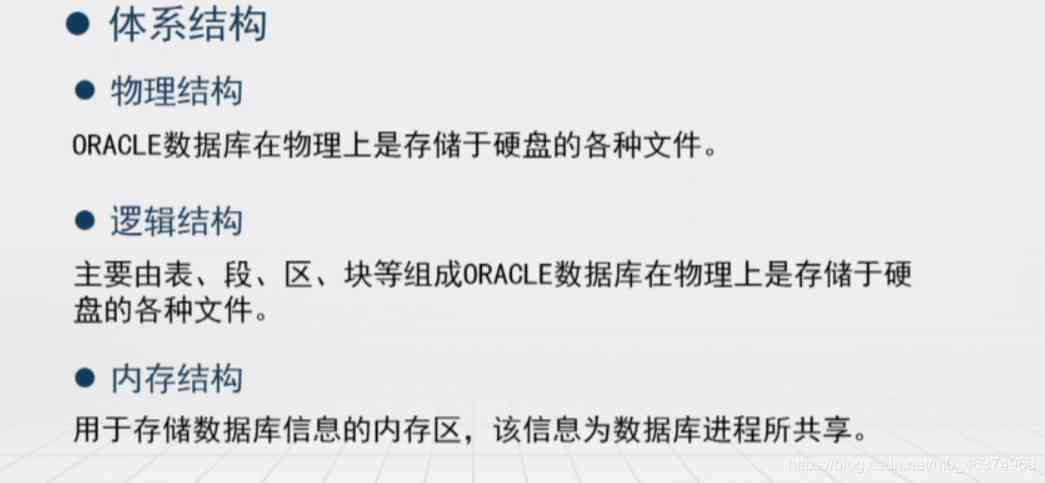 体系结构
物理结构
ORACLE数据库在物理上是存储于硬盘的各种文件。
逻辑结构
主要由表、段、区、块等组成ORACLE数据库在物理上是存储于硬
盘的各种文件。
内存结构
用于存储数据库信息的内存区，该信息为数据库进程所共享。